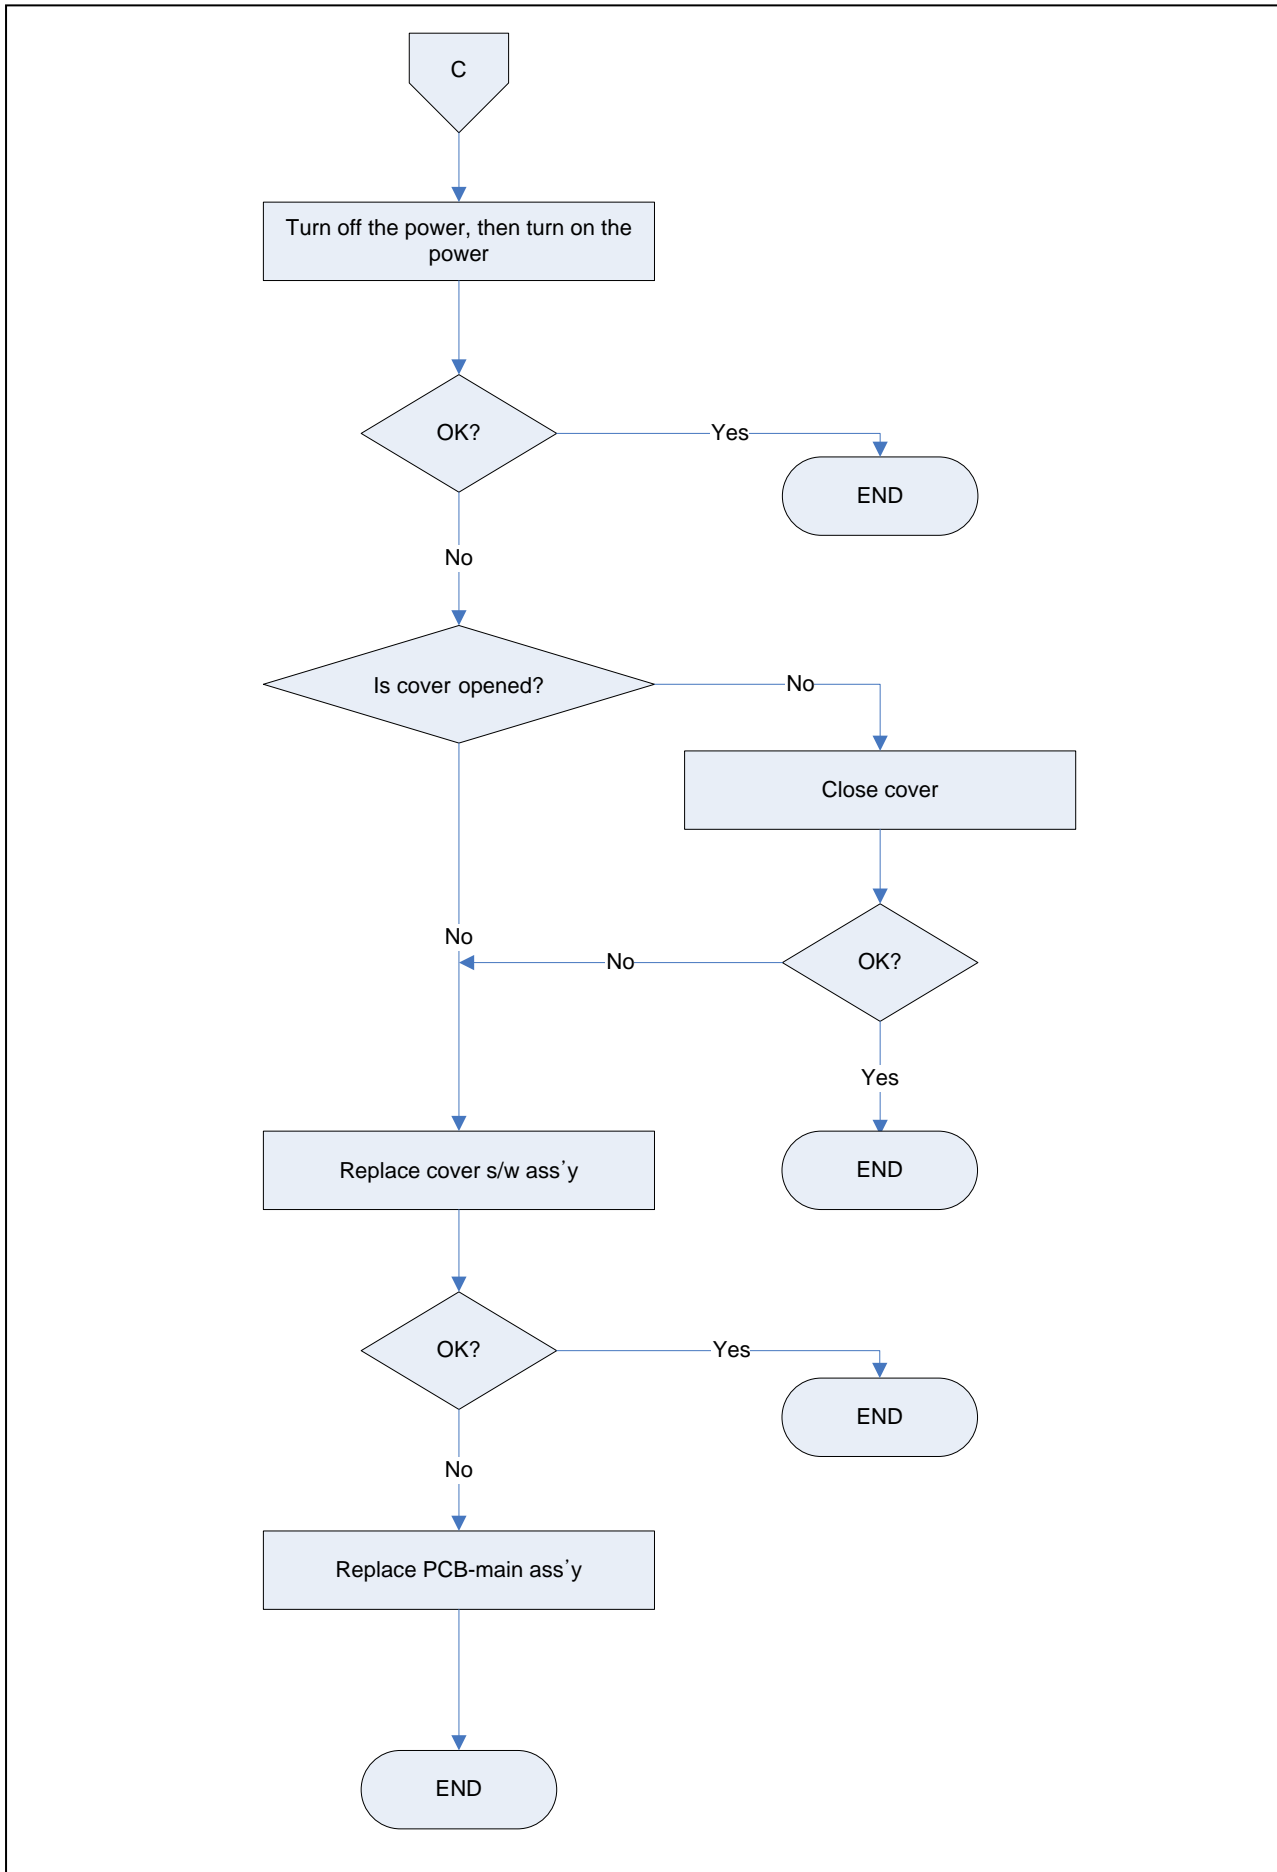 C
Turn off the power, then turn on the
power
OK?
Yes
END
No
Is cover opened?
No
Close cover
No
No
OK?
Yes
Replace cover s/w ass’y
END
OK?
Yes
END
No
Replace PCB-main ass’y
END